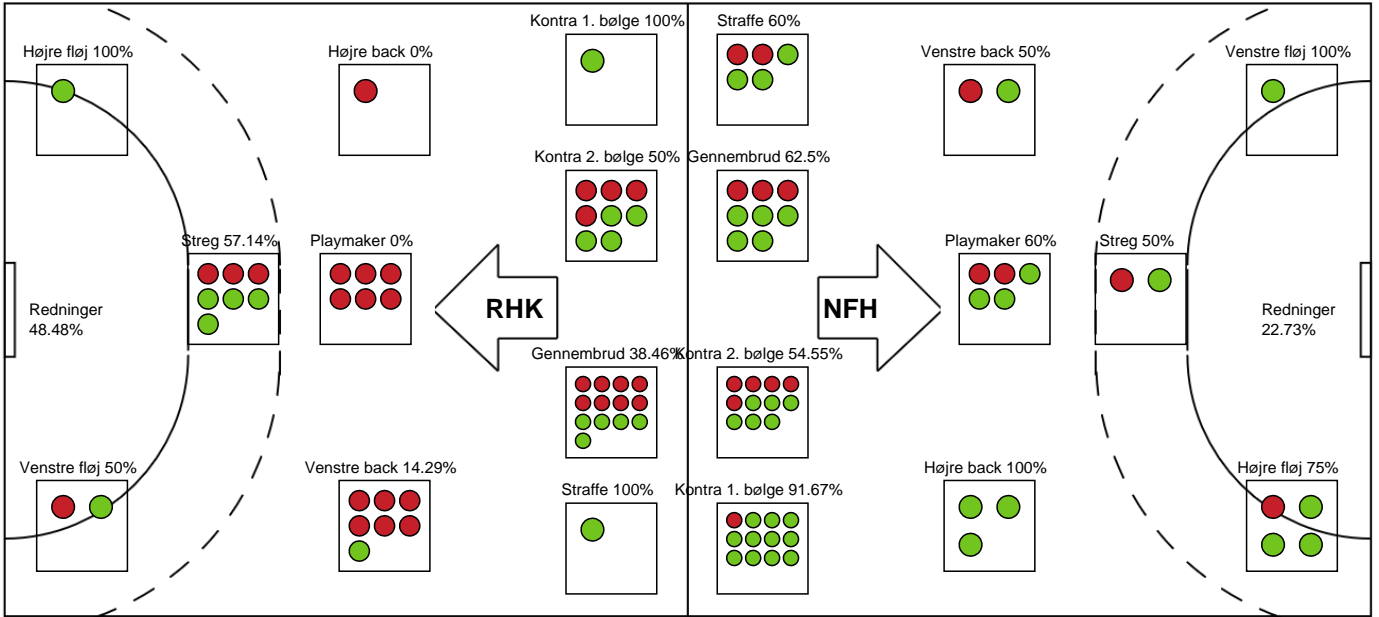 Kontra 1. bølge 100%
Straffe 60%
Højre fløj 100%
Højre back 0%
Venstre back 50%
Venstre fløj 100%
Kontra 2. bølge 50%
Gennembrud 62.5%
Streg 57.14%
Playmaker 0%
Playmaker 60%
Streg 50%
Redninger
48.48%
RHK
NFH
Redninger
22.73%
Gennembrud 38.46%
Kontra 2. bølge 54.55%
Venstre fløj 50%
Venstre back 14.29%
Straffe 100%
Kontra 1. bølge 91.67%
Højre back 100%
Højre fløj 75%